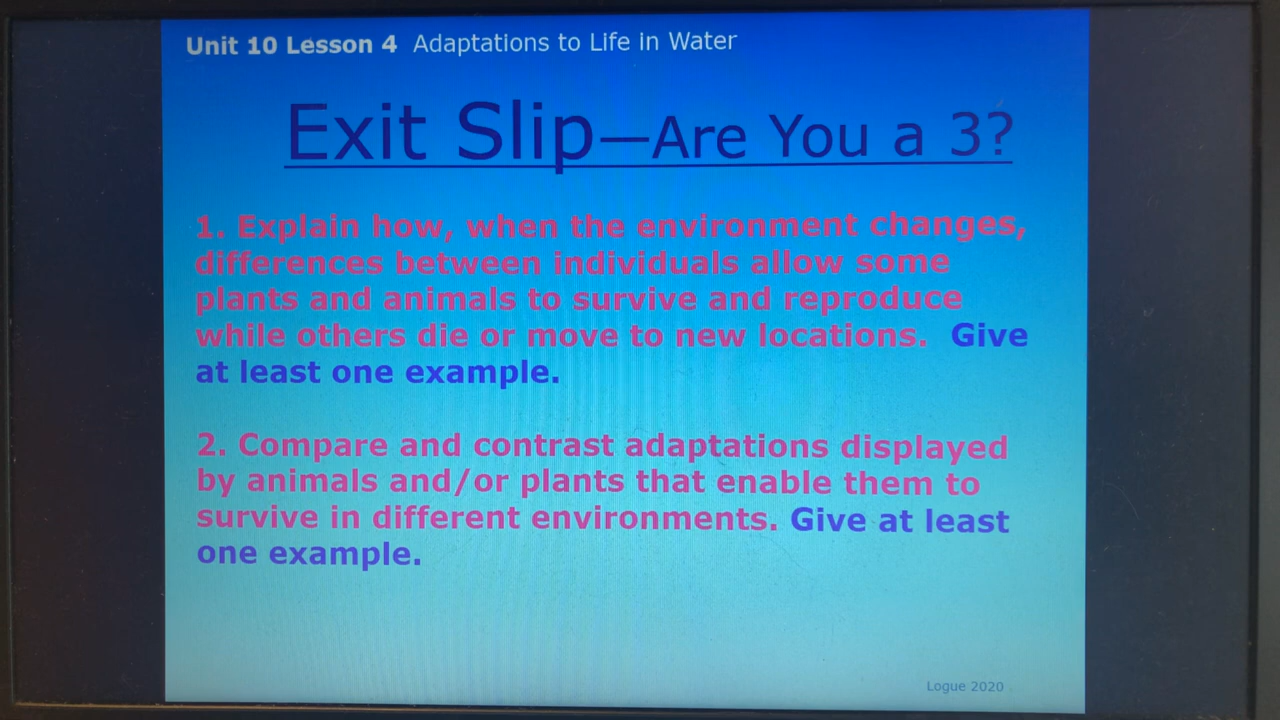 Unit 10 Lesson 4 Adaptations to Life in Water
Exit Slip—Are You a 3?
1. Explain how, when the environment changes,
differences between individuals allow some
plants and animals to survive and reproduce
while others die or move to new locations. Give
at least one example.
2. Compare and contrast adaptations displayed
by animals and/or plants that enable them to
survive in different environments. Give at least
one example.
Logue 2020